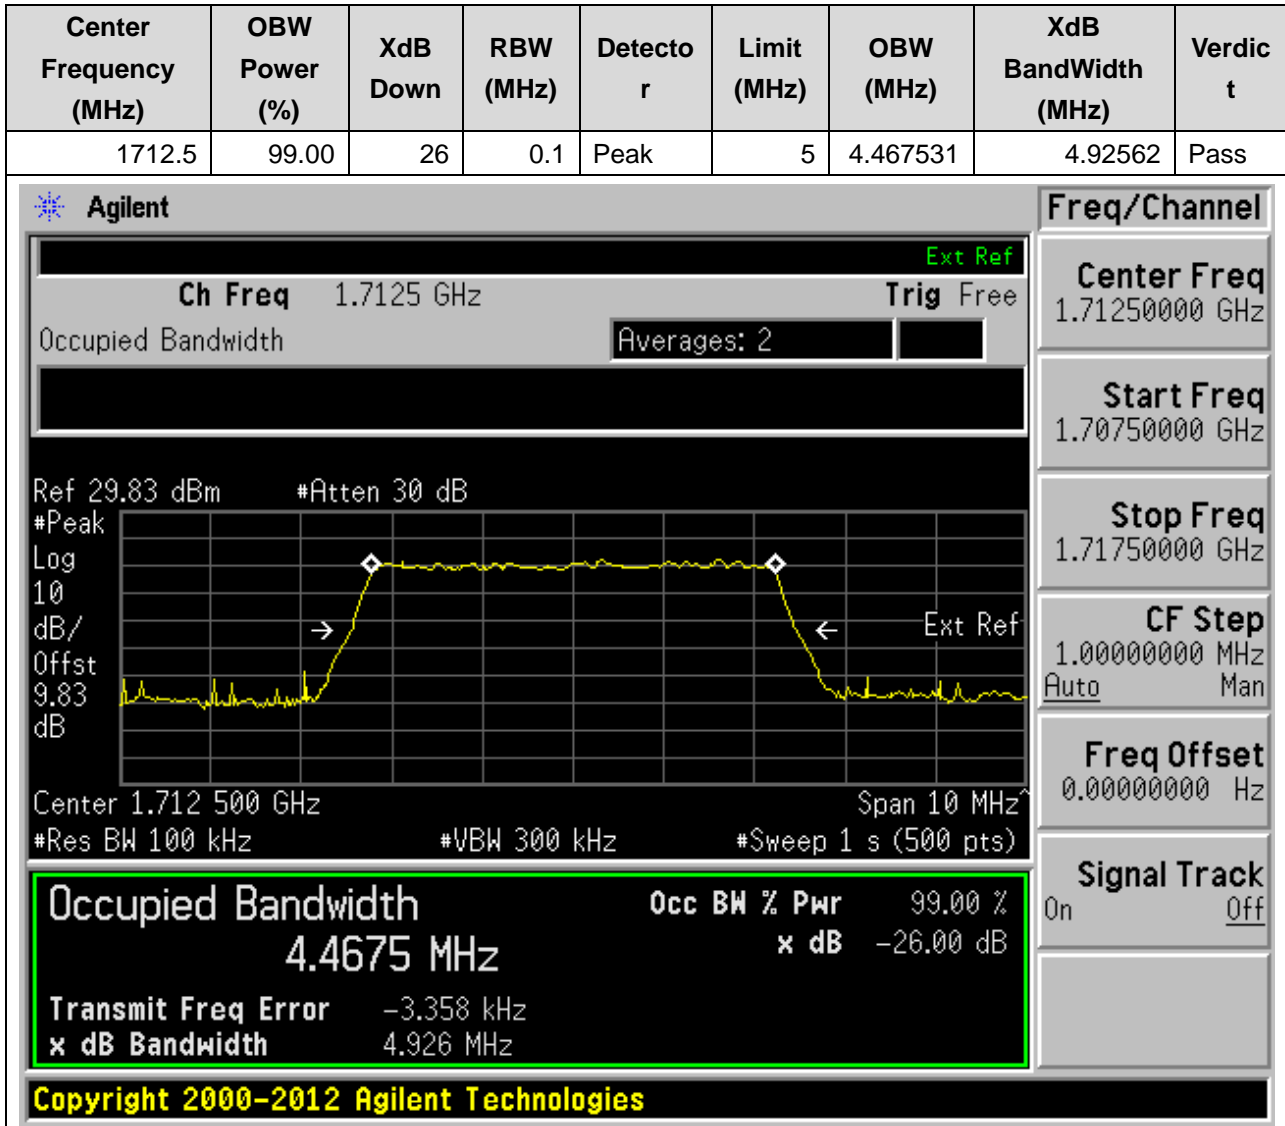 Center Frequency (MHz) OBW Power (%) XdB Down RBW (MHz) Detecto r Limit (MHz) OBW (MHz) XdB BandWidth (MHz) Verdic t
1712.5 99.00 26 0.1 Peak 5 4.467531 4.92562 Pass
Agilent
Freq/Channel
Ext Ref
Ch Freq 1.7125 GHz Trig Free
Occupied Bandwidth Averages: 2
Center Freq
1.71250000 GHz
Start Freq
1.70750000 GHz
Stop Freq
1.71750000 GHz
CF Step
1.00000000 MHz
Auto Man
Freq Offset
0.00000000 Hz
Signal Track
On Off
Ref 29.83 dBm #Atten 30 dB
#Peak
Log
10
dB/
Offst
9.83
dB
Ext Ref
Center 1.712 500 GHz Span 10 MHz^
#Res BW 100 kHz #VBW 300 kHz #Sweep 1 s (500 pts)
Occupied Bandwidth
4.4675 MHz
Occ BW % Pwr 99.00 %
x dB -26.00 dB
Transmit Freq Error -3.358 kHz
x dB Bandwidth 4.926 MHz
Copyright 2000-2012 Agilent Technologies